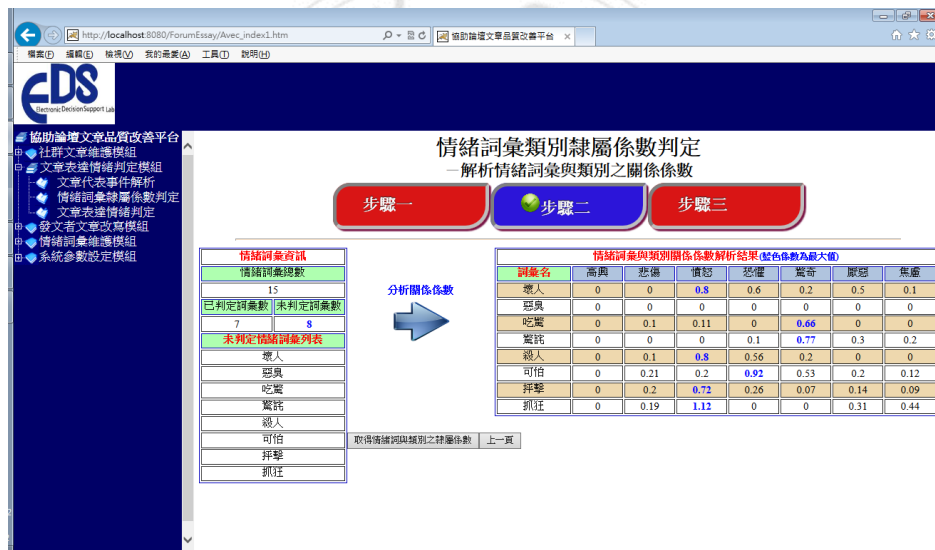 http://localhost:8080/ForumEssay/Avec_index1.htm
協助論壇文章品質改善平台 ×
檔案(F) 編輯(E) 檢視(V) 我的最愛(A) 工具(T) 說明(H)
EDS
Electronic Decision Support Lab
協助論壇文章品質改善平台
社群文章維護模組
文章表達情緒判定模組
文章代表事件解析
情緒詞彙隸屬係數判定
文章表達情緒判定
發文者文章改寫模組
情緒詞彙維護模組
系統參數設定模組
情緒詞彙類別隸屬係數判定
－解析情緒詞彙與類別之關係係數
步驟一
步驟二
步驟三
情緒詞彙資訊
情緒詞彙總數
15
已判定詞彙數 未判定詞彙數
7 8
未判定情緒詞彙列表
壞人
惡臭
吃驚
驚詫
殺人
可怕
抨擊
抓狂
分析關係係數
情緒詞彙與類別關係係數解析結果(藍色係數為最大值)
詞彙名 高興 悲傷 憤怒 恐懼 驚奇 厭惡 焦慮
壞人 0 0 0.8 0.6 0.2 0.5 0.1
惡臭 0 0 0 0 0 0 0
吃驚 0 0.1 0.11 0 0.66 0 0
驚詫 0 0 0 0.1 0.77 0.3 0.2
殺人 0 0.1 0.8 0.56 0.2 0 0
可怕 0 0.21 0.2 0.92 0.53 0.2 0.12
抨擊 0 0.2 0.72 0.26 0.07 0.14 0.09
抓狂 0 0.19 1.12 0 0 0.31 0.44
取得情緒詞與類別之隸屬係數 上一頁